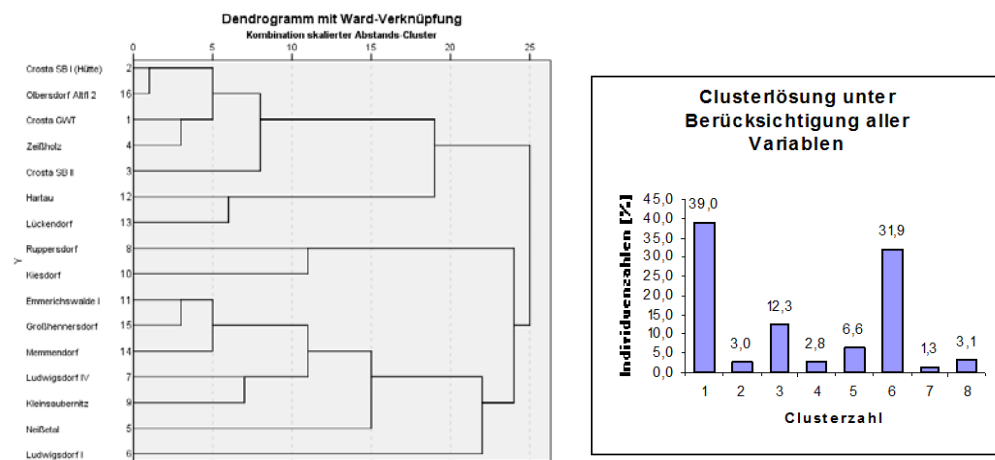 Dendrogramm mit Ward-Verknüpfung
Kombination skalierter Abstands-Cluster
0 5 10 15 20 25
Crosta SB I (Hütte) 2
Olbersdorf Altfl 2 16
Crosta GWT 1
Zeißholz 4
Crosta SB II 3
Hartau 12
Lückendorf 13
Ruppersdorf 8
Y
Kiesdorf 10
Emmerichswalde I 11
Großhennersdorf 15
Memmendorf 14
Ludwigsdorf IV 7
Kleinsaubernitz 9
Neißetal 5
Ludwigsdorf I 6
Clusterlösung unter
Berücksichtigung aller
Variablen
Individuenzahlen [%]
45,0
40,0
35,0
30,0
25,0
20,0
15,0
10,0
5,0
0,0
39,0 3,0 12,3 2,8 6,6 31,9 1,3 3,1
1 2 3 4 5 6 7 8
Clusterzahl